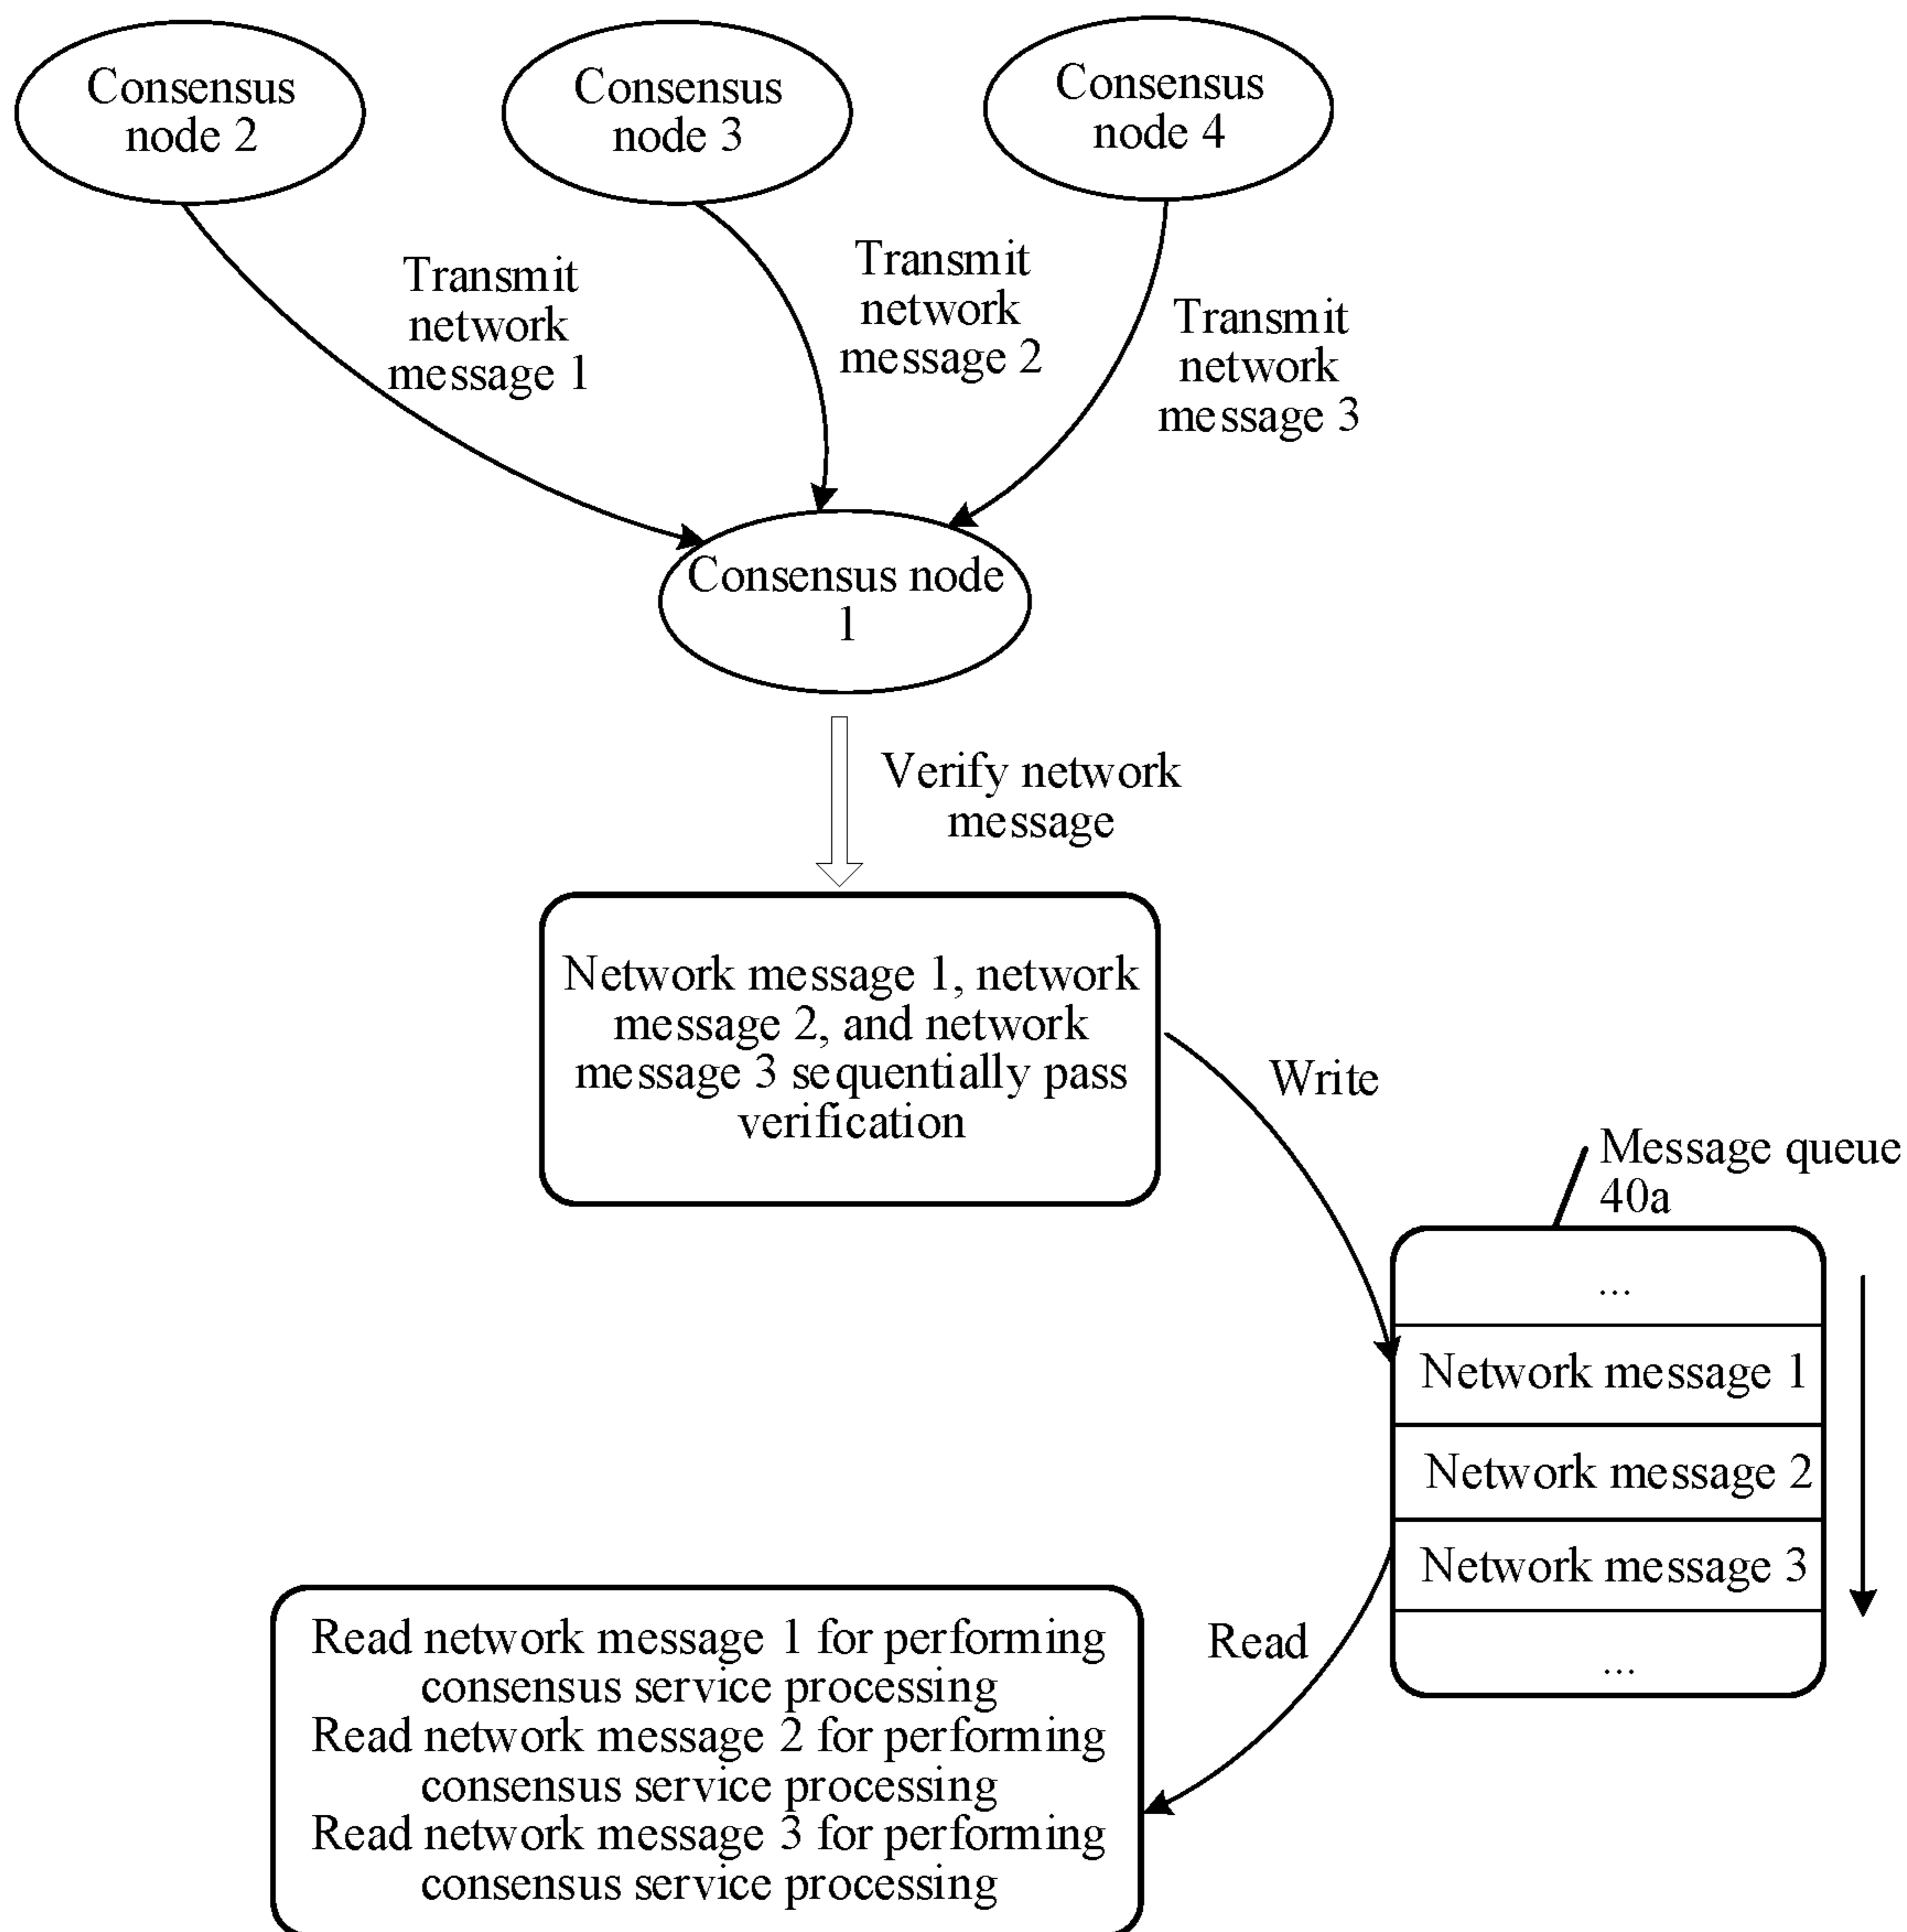 Consensus
node 2
Consensus
node 3
Consensus
node 4
Transmit
network
message 1
Transmit
network
message 2
Transmit
network
message 3
Consensus node
1
Verify network
message
Network message 1, network
message 2, and network
message 3 sequentially pass
verification
Write
Message queue
40a
...
Network message 1
Network message 2
Network message 3
...
Read
Read network message 1 for performing
consensus service processing
Read network message 2 for performing
consensus service processing
Read network message 3 for performing
consensus service processing